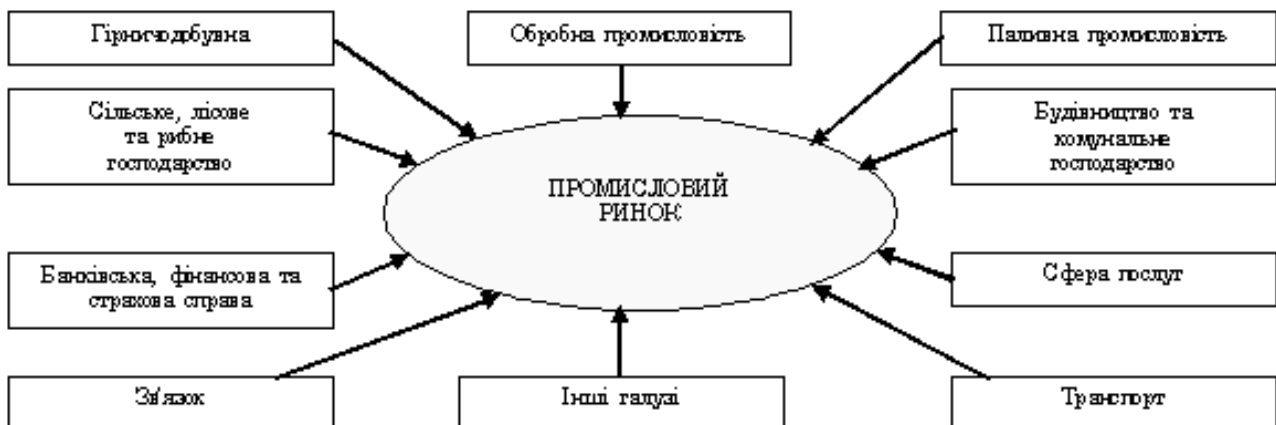 Гірничодобувна
Обробна промисловість
Паливна промисловість
Сільське, лісове
та рибне
господарство
Будівництво та
комунальне
господарство
ПРОМИСЛОВИЙ
РИНОК
Банківська, фінансова та
страхова справа
Сфера послуг
Зв'язок
Інші галузі
Транспорт